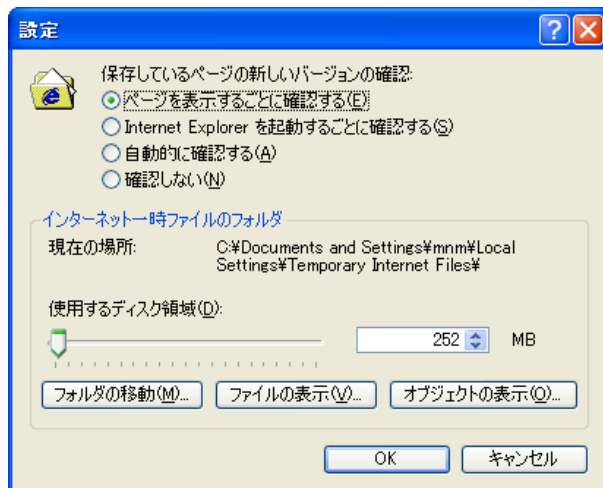 設定
保存しているページの新しいバージョンの確認:
ページを表示するごとに確認する(E)
Internet Explorer を起動するごとに確認する(S)
自動的に確認する(A)
確認しない(N)
インターネット一時ファイルのフォルダ
現在の場所: C:¥Documents and Settings¥mnm¥Local
Settings¥Temporary Internet Files¥
使用するディスク領域(D):
252 MB
フォルダの移動(M)... ファイルの表示(V)... オブジェクトの表示(O)...
OK キャンセル